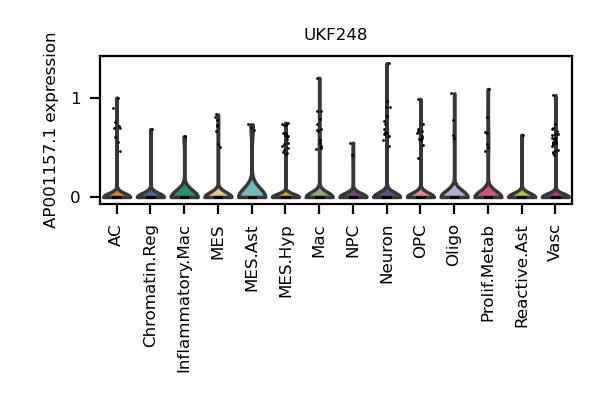 UKF248
AP001157.1 expression
1
0
AC
Chromatin.Reg
Inflammatory.Mac
MES
MES.Ast
MES.Hyp
Mac
NPC
Neuron
OPC
Oligo
Prolif.Metab
Reactive.Ast
Vasc